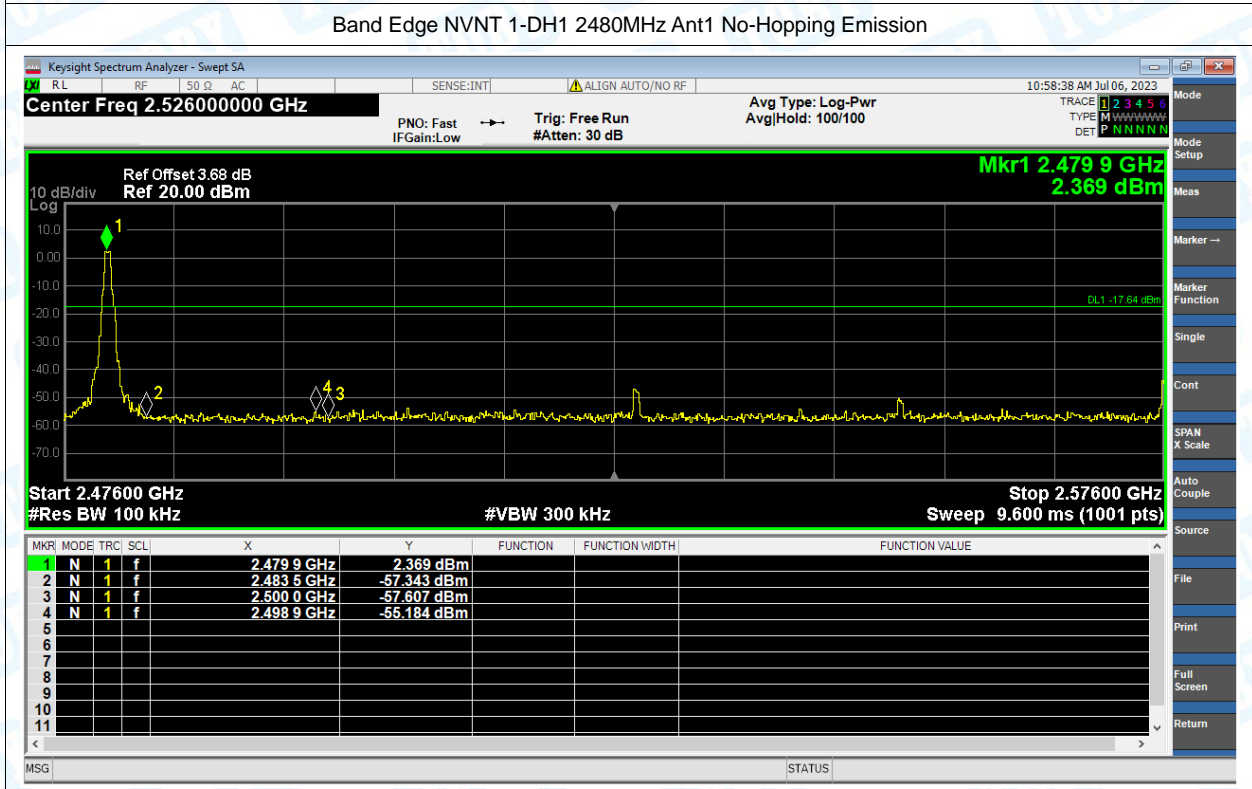 Band Edge NVNT 1-DH1 2480MHz Ant1 No-Hopping Emission
Keysight Spectrum Analyzer - Swept SA
LXI RL RF 50 Ω AC SENSE:INT ALIGN AUTO/NO RF 10:58:38 AM Jul 06, 2023
Center Freq 2.526000000 GHz
PNO: Fast
IFGain:Low
Trig: Free Run
#Atten: 30 dB
Avg Type: Log-Pwr
Avg|Hold: 100/100
TRACE 1 2 3 4 5 6
TYPE M WWWWW
DET P N N N N N
Ref Offset 3.68 dB
10 dB/div Ref 20.00 dBm
Log
Mkr1 2.479 9 GHz
2.369 dBm
10.0
0.00
-10.0
-20.0
-30.0
-40.0
-50.0
-60.0
-70.0
1
2
4
3
DL1 -17.64 dBm
Start 2.47600 GHz Stop 2.57600 GHz
#Res BW 100 kHz #VBW 300 kHz Sweep 9.600 ms (1001 pts)
MKR MODE TRC SCL X Y FUNCTION FUNCTION WIDTH FUNCTION VALUE
1 N 1 f 2.479 9 GHz 2.369 dBm
2 N 1 f 2.483 5 GHz -57.343 dBm
3 N 1 f 2.500 0 GHz -57.607 dBm
4 N 1 f 2.498 9 GHz -55.184 dBm
5
6
7
8
9
10
11
MSG STATUS
Mode
Mode
Setup
Meas
Marker →
Marker
Function
Single
Cont
SPAN
X Scale
Auto
Couple
Source
File
Print
Full
Screen
Return